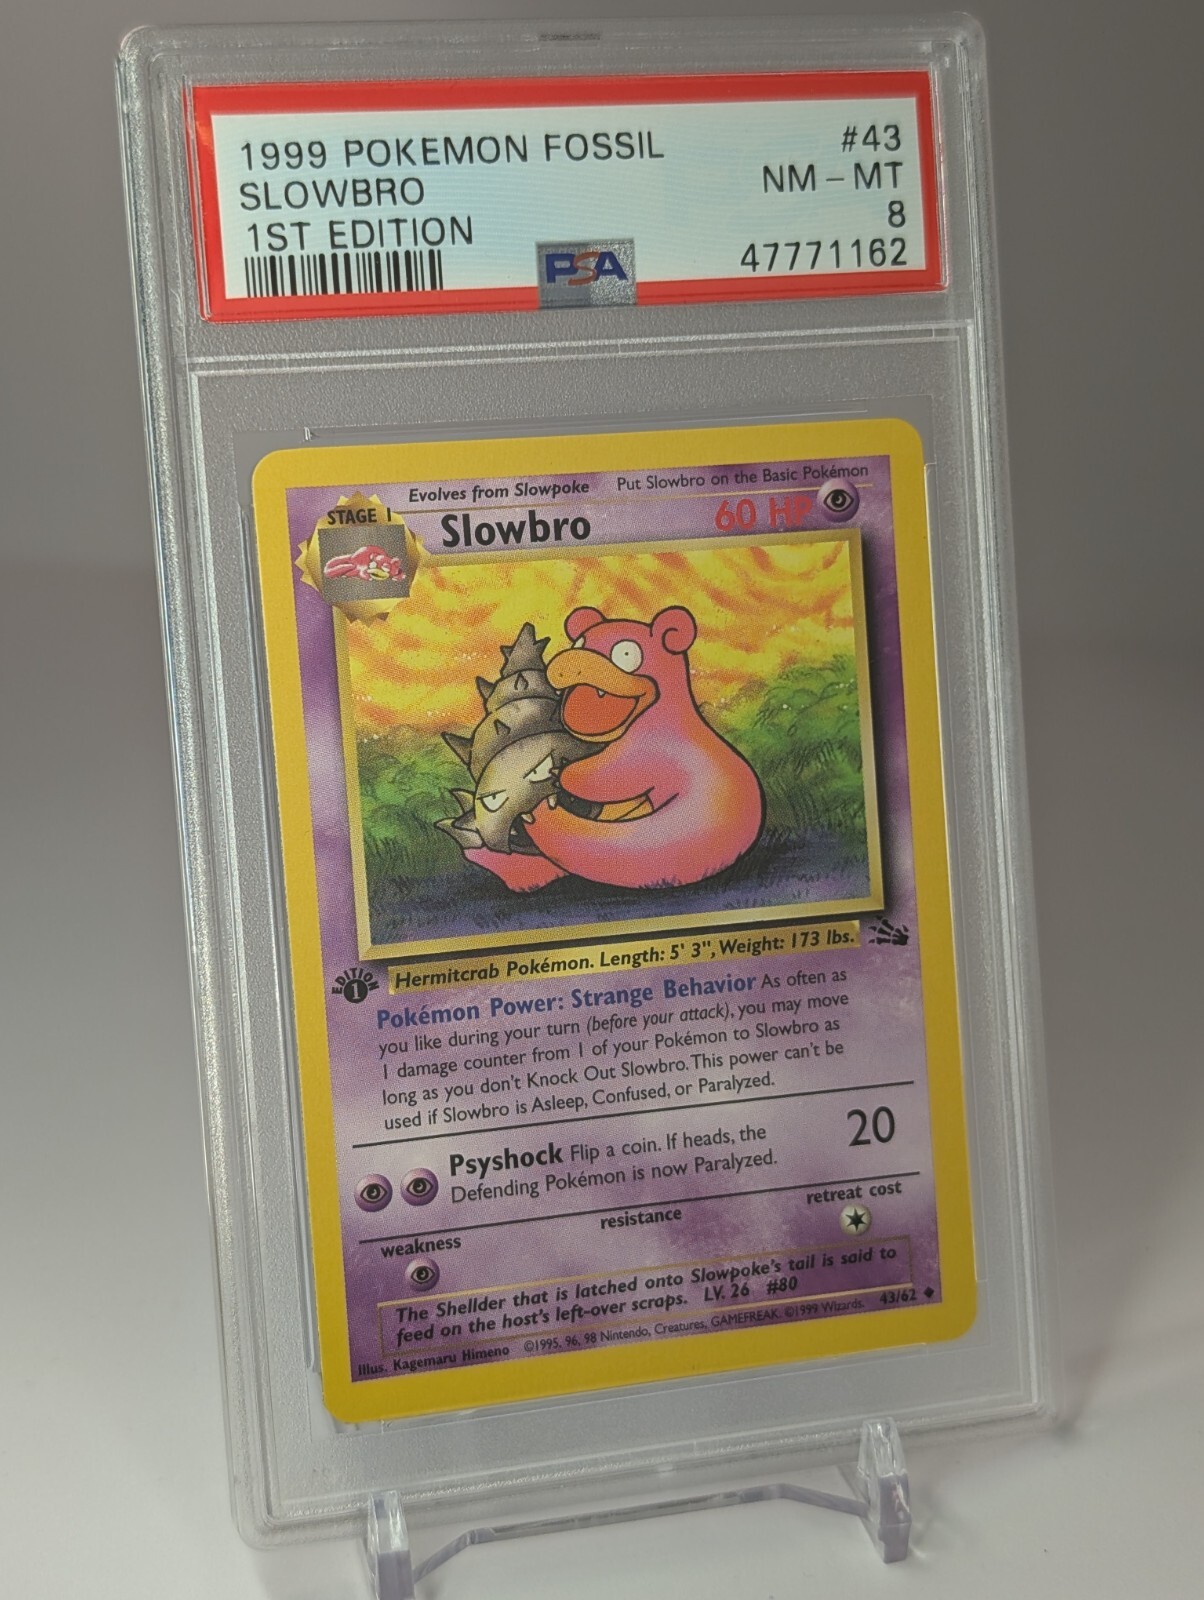 1999 POKEMON FOSSIL #43
SLOWBRO NM - MT
1ST EDITION 8
PSA 47771162
Evolves from Slowpoke Put Slowbro on the Basic Pokémon
STAGE 1
Slowbro 60 HP
Hermitcrab Pokémon. Length: 5' 3", Weight: 173 lbs.
EDITION
1
Pokémon Power: Strange Behavior As often as
you like during your turn (before your attack), you may move
1 damage counter from 1 of your Pokémon to Slowbro as
long as you don't Knock Out Slowbro. This power can't be
used if Slowbro is Asleep, Confused, or Paralyzed.
Psyshock Flip a coin. If heads, the 20
Defending Pokémon is now Paralyzed.
weakness resistance retreat cost
The Shellder that is latched onto Slowpoke's tail is said to
feed on the host's left-over scraps. LV. 26 #80
Illus. Kagemaru Himeno ©1995, 96, 98 Nintendo, Creatures, GAMEFREAK. ©1999 Wizards. 43/62